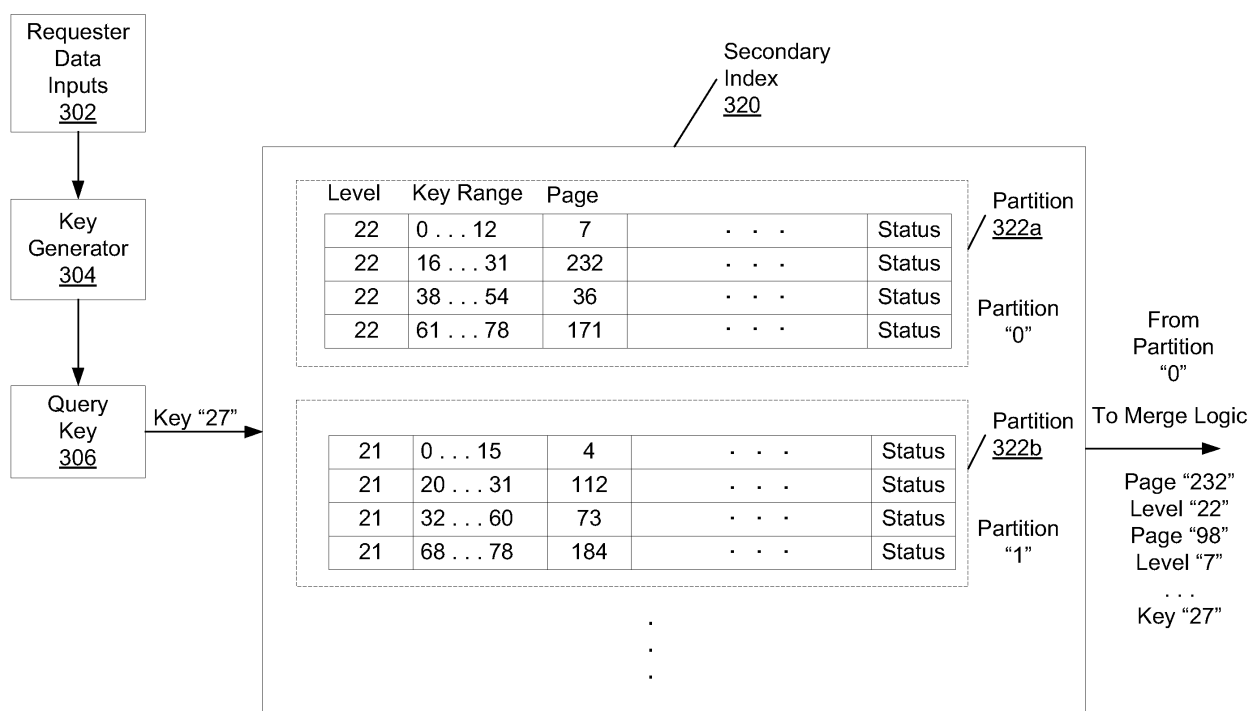 Requester
Data
Inputs
302
Key
Generator
304
Query
Key
306
Key “27”
Secondary
Index
320
Level Key Range Page
22 0 . . . 12 7 . . . Status
22 16 . . . 31 232 . . . Status
22 38 . . . 54 36 . . . Status
22 61 . . . 78 171 . . . Status
Partition
322a
Partition
“0”
21 0 . . . 15 4 . . . Status
21 20 . . . 31 112 . . . Status
21 32 . . . 60 73 . . . Status
21 68 . . . 78 184 . . . Status
Partition
322b
Partition
“1”
.
.
.
From
Partition
“0”
To Merge Logic
Page “232”
Level “22”
Page “98”
Level “7”
. . .
Key “27”